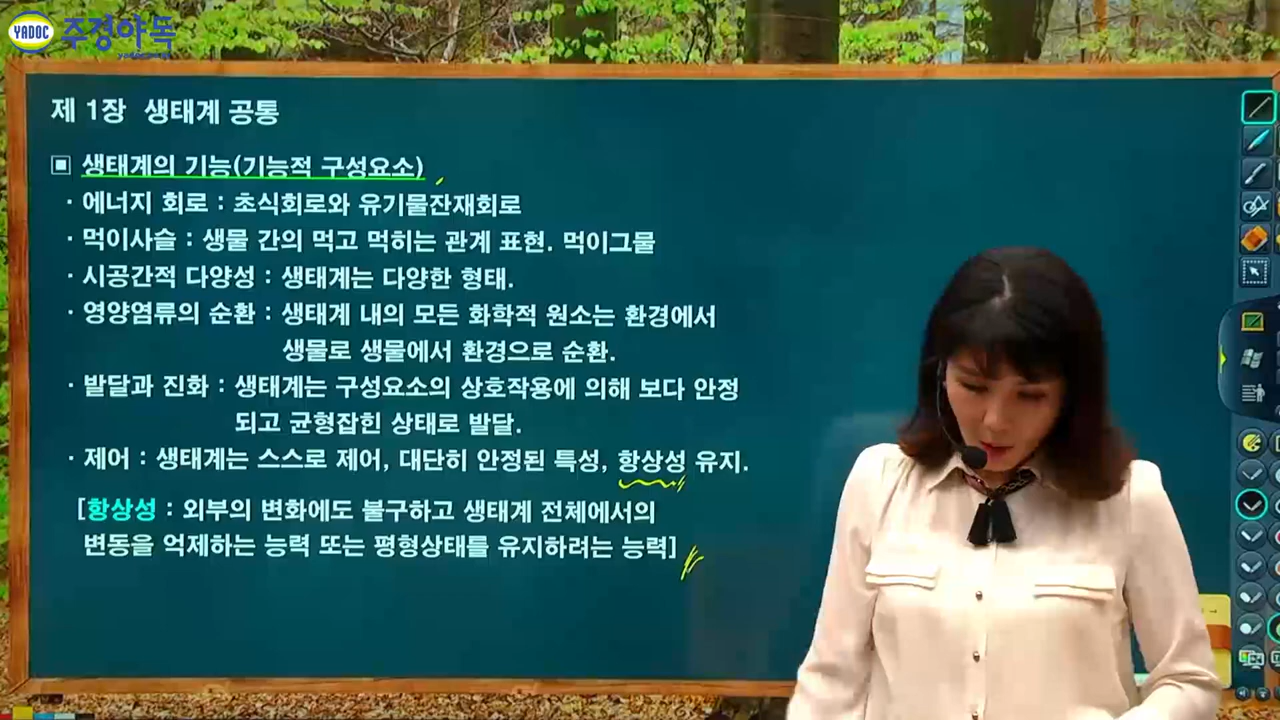 YADOC 주경야독
제 1장 생태계 공통
▣ 생태계의 기능(기능적 구성요소)
· 에너지 회로 : 초식회로와 유기물잔재회로
· 먹이사슬 : 생물 간의 먹고 먹히는 관계 표현. 먹이그물
· 시공간적 다양성 : 생태계는 다양한 형태.
· 영양염류의 순환 : 생태계 내의 모든 화학적 원소는 환경에서
생물로 생물에서 환경으로 순환.
· 발달과 진화 : 생태계는 구성요소의 상호작용에 의해 보다 안정
되고 균형잡힌 상태로 발달.
· 제어 : 생태계는 스스로 제어, 대단히 안정된 특성, 항상성 유지.
[항상성 : 외부의 변화에도 불구하고 생태계 전체에서의
변동을 억제하는 능력 또는 평형상태를 유지하려는 능력]